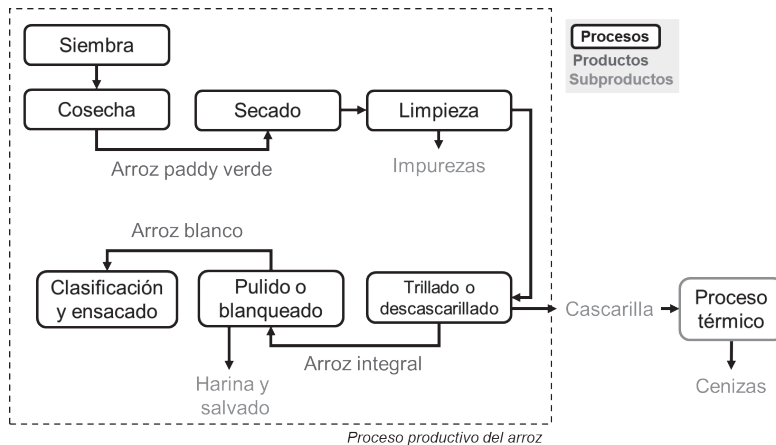 Siembra
Procesos
Productos
Subproductos
Cosecha
Secado
Limpieza
Arroz paddy verde
Impurezas
Arroz blanco
Clasificación
y ensacado
Pulido o
blanqueado
Trillado o
descascarillado
Cascarilla
Proceso
térmico
Arroz integral
Harina y
salvado
Cenizas
Proceso productivo del arroz